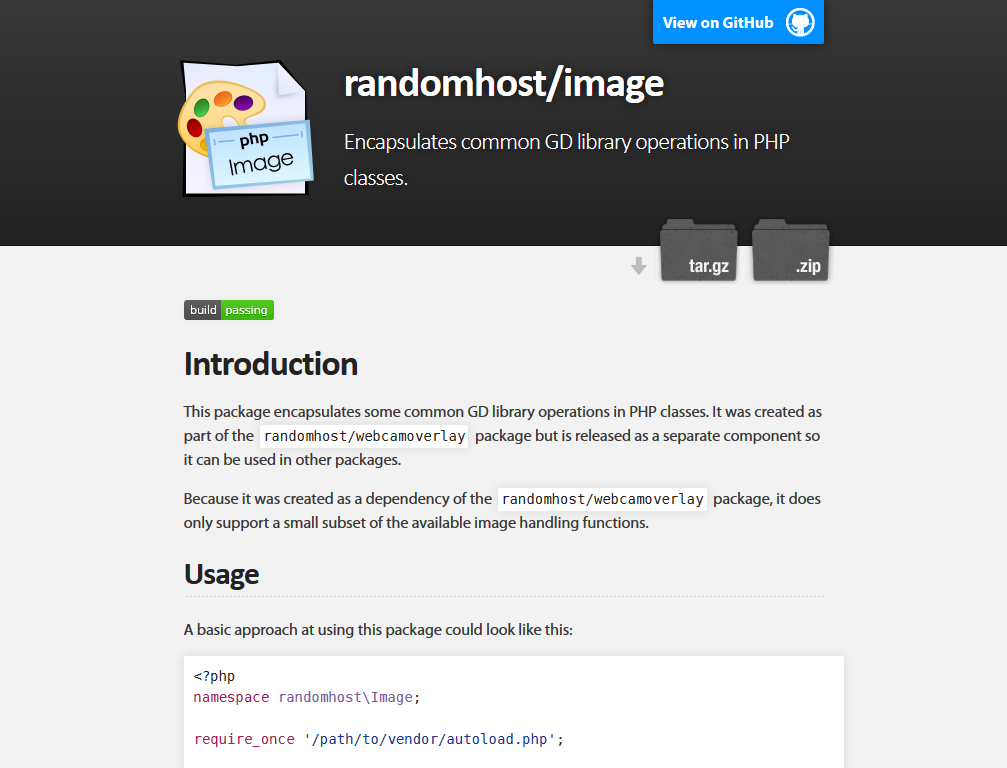 View on GitHub
php
Image
randomhost/image
Encapsulates common GD library operations in PHP
classes.
tar.gz
.zip
build passing
Introduction
This package encapsulates some common GD library operations in PHP classes. It was created as
part of the randomhost/webcamoverlay package but is released as a separate component so
it can be used in other packages.
Because it was created as a dependency of the randomhost/webcamoverlay package, it does
only support a small subset of the available image handling functions.
Usage
A basic approach at using this package could look like this:
<?php
namespace randomhost\Image;
require_once '/path/to/vendor/autoload.php';